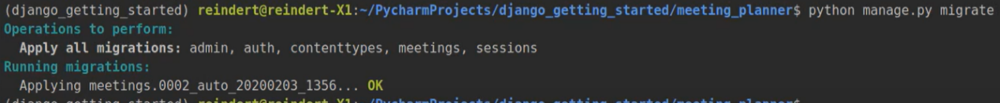 (django_getting_started) reindert@reindert-X1:~/PycharmProjects/django_getting_started/meeting_planner$ python manage.py migrate
Operations to perform:
  Apply all migrations: admin, auth, contenttypes, meetings, sessions
Running migrations:
  Applying meetings.0002_auto_20200203_1356... OK
(django_getting_started) reindert@reindert-X1:~/PycharmProjects/django_getting_started/meeting_planner$